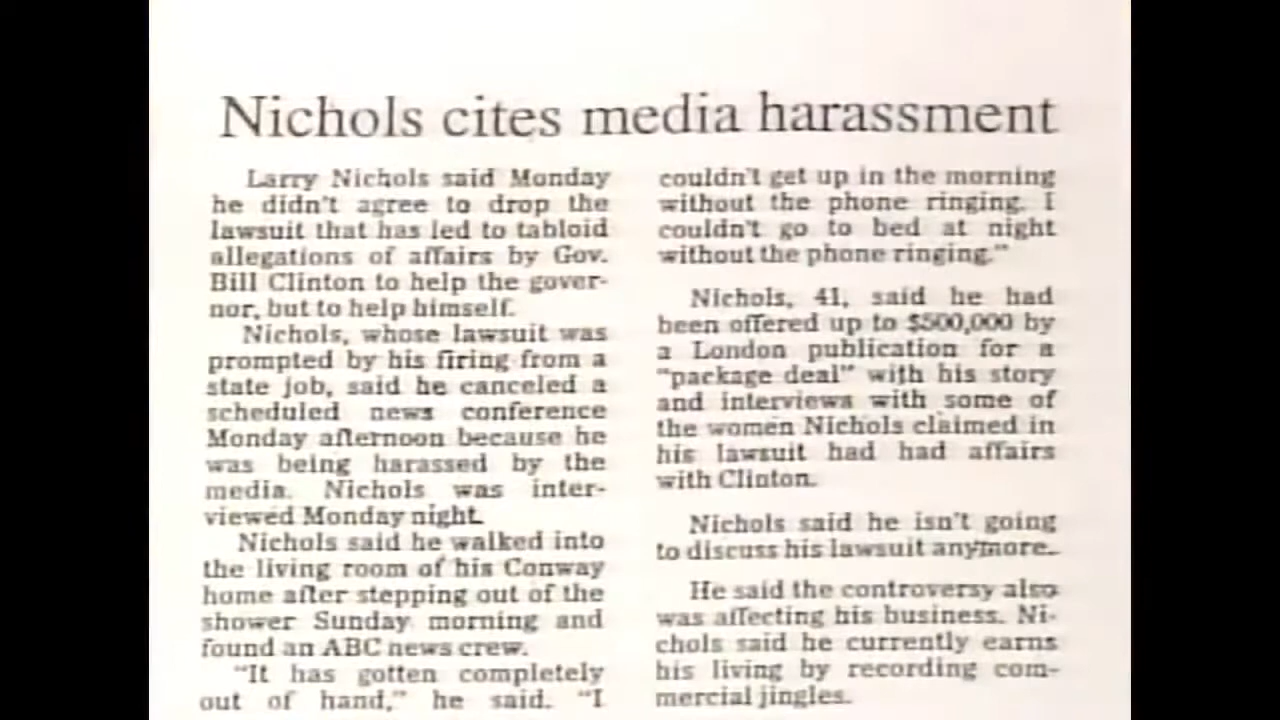 Nichols cites media harassment
Larry Nichols said Monday
he didn't agree to drop the
lawsuit that has led to tabloid
allegations of affairs by Gov.
Bill Clinton to help the gover-
nor, but to help himself.
Nichols, whose lawsuit was
prompted by his firing from a
state job, said he canceled a
scheduled news conference
Monday afternoon because he
was being harassed by the
media. Nichols was inter-
viewed Monday night.
Nichols said he walked into
the living room of his Conway
home after stepping out of the
shower Sunday morning and
found an ABC news crew.
"It has gotten completely
out of hand," he said. "I
couldn't get up in the morning
without the phone ringing. I
couldn't go to bed at night
without the phone ringing."
Nichols, 41, said he had
been offered up to $500,000 by
a London publication for a
"package deal" with his story
and interviews with some of
the women Nichols claimed in
his lawsuit had had affairs
with Clinton.
Nichols said he isn't going
to discuss his lawsuit anymore.
He said the controversy also
was affecting his business. Ni-
chols said he currently earns
his living by recording com-
mercial jingles.